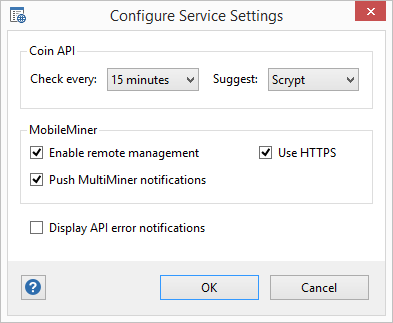 Configure Service Settings
Coin API
Check every: 15 minutes Suggest: Scrypt
MobileMiner
Enable remote management Use HTTPS
Push MultiMiner notifications
Display API error notifications
? OK Cancel